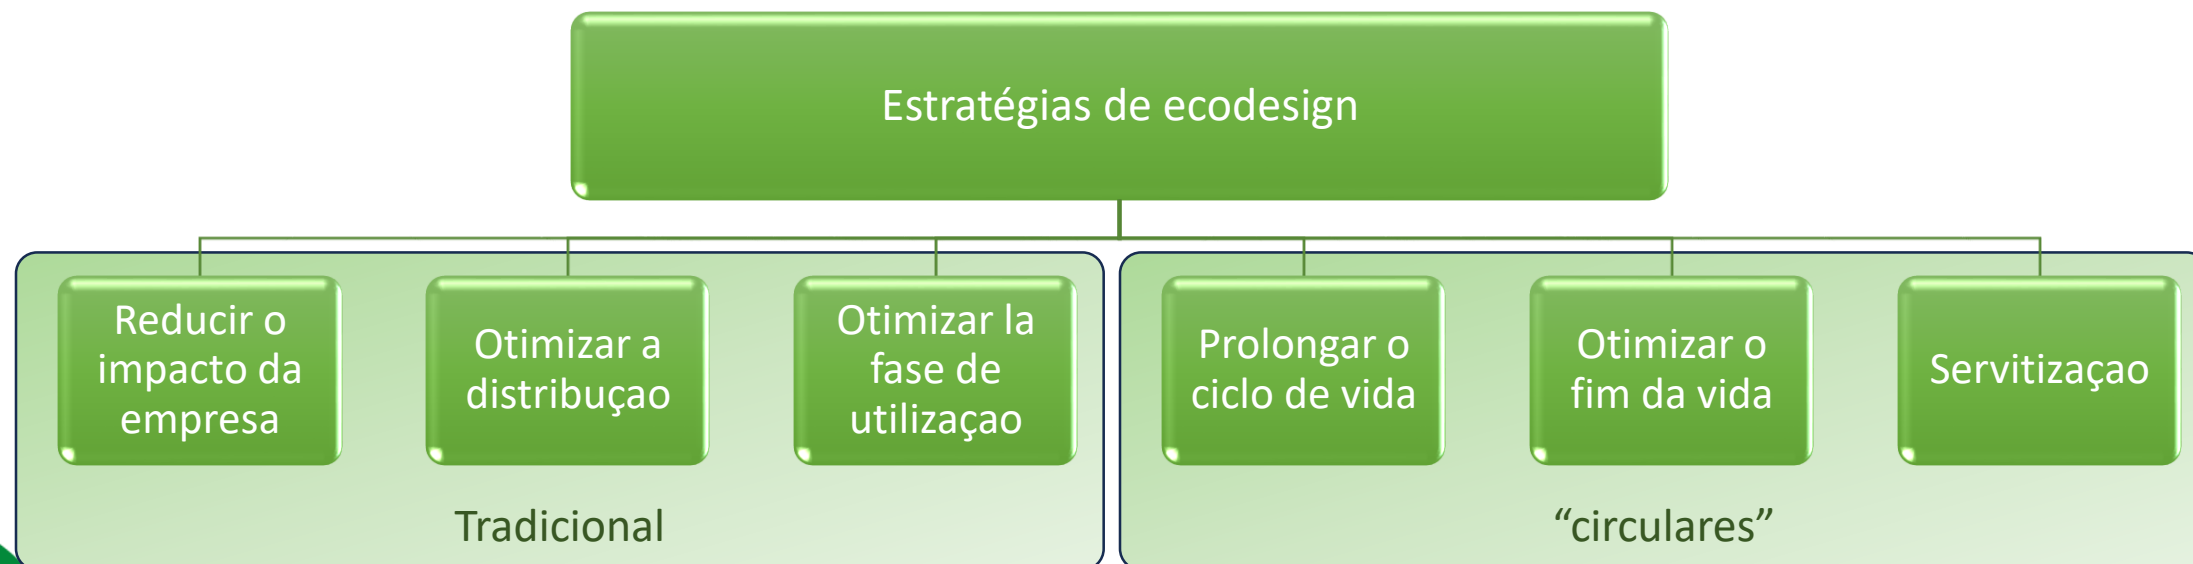 Estratégias de ecodesign
Reducir o
impacto da
empresa
Otimizar a
distribuçao
Otimizar la
fase de
utilizaçao
Prolongar o
ciclo de vida
Otimizar o
fim da vida
Servitizaçao
Tradicional
“circulares”